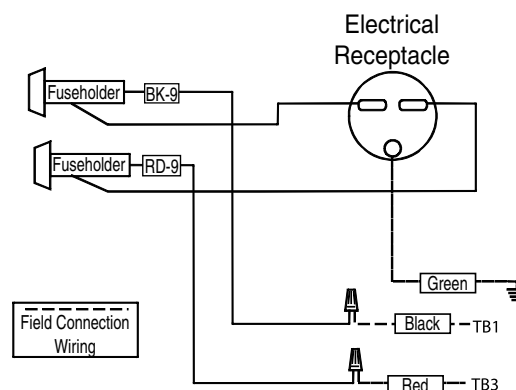 Electrical
Receptacle
Fuseholder
BK-9
Fuseholder
RD-9
Green
Field Connection
Wiring
Black
TB1
Red
TB3